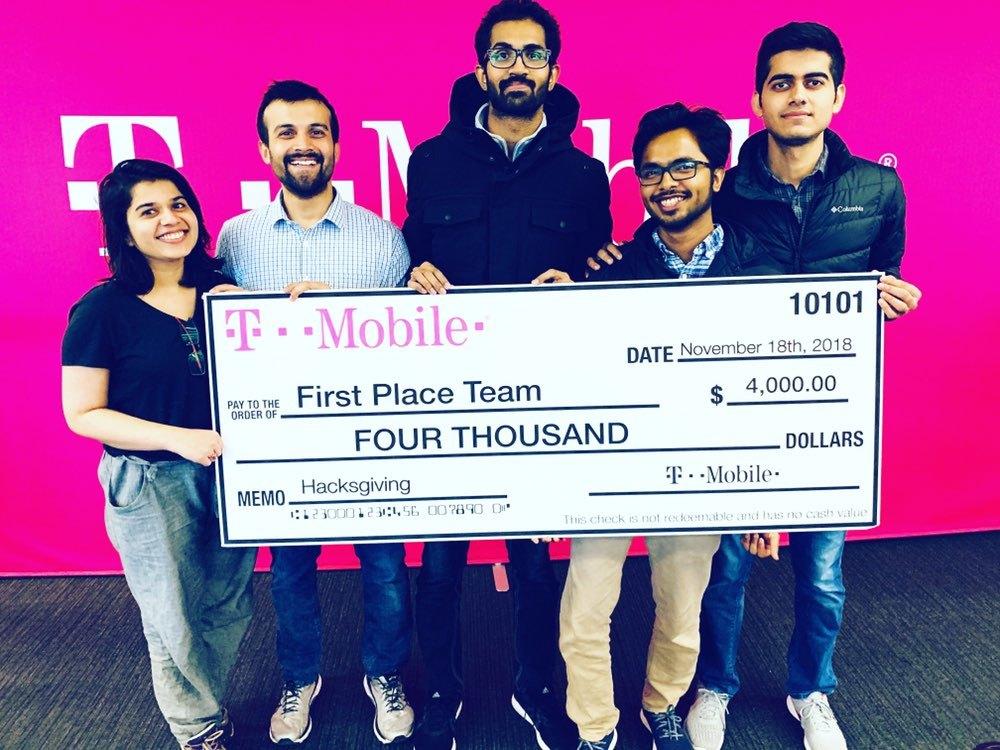 T··Mobile®
Columbia
T··Mobile·
10101
DATE November 18th, 2018
PAY TO THE
ORDER OF First Place Team
$ 4,000.00
FOUR THOUSAND DOLLARS
MEMO Hacksgiving
T··Mobile·
This check is not redeemable and has no cash value